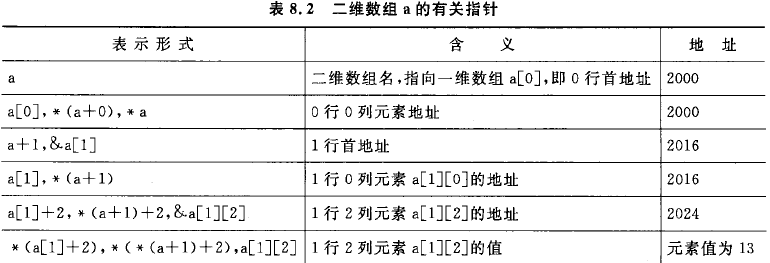 表 8.2 二维数组 a 的有关指针
表示形式 含 义 地 址
a 二维数组名,指向一维数组 a[0],即 0 行首地址 2000
a[0],*(a+0),*a 0 行 0 列元素地址 2000
a+1,&a[1] 1 行首地址 2016
a[1],*(a+1) 1 行 0 列元素 a[1][0]的地址 2016
a[1]+2,*(a+1)+2,&a[1][2] 1 行 2 列元素 a[1][2]的地址 2024
*(a[1]+2),*(*(a+1)+2),a[1][2] 1 行 2 列元素 a[1][2]的值 元素值为 13